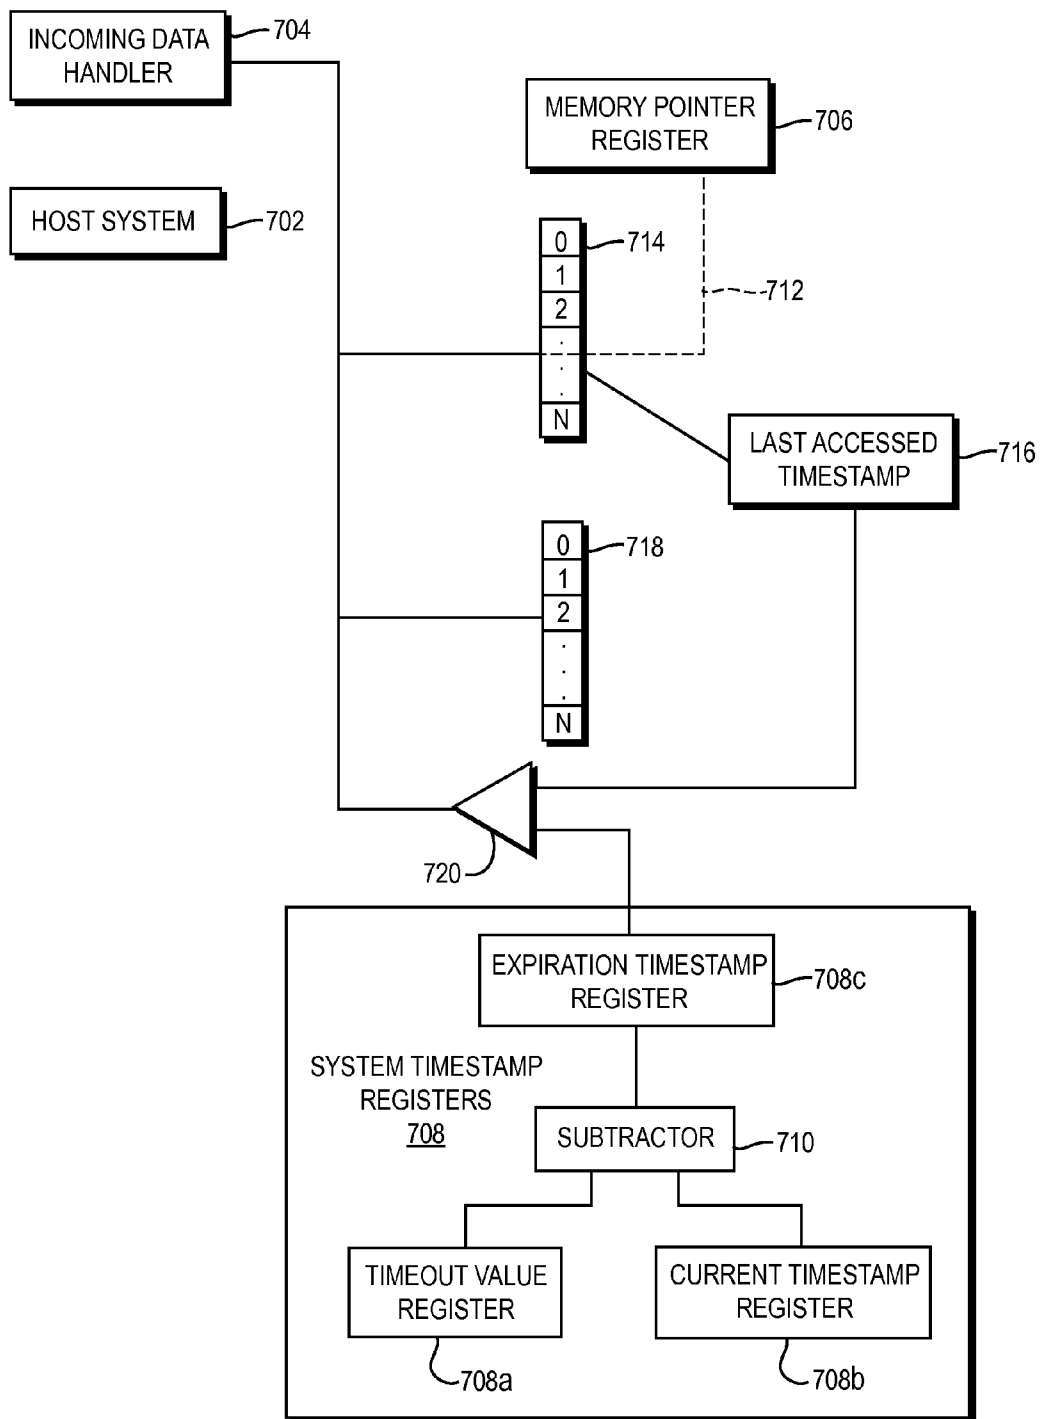 INCOMING DATA
HANDLER
704
MEMORY POINTER
REGISTER
706
HOST SYSTEM
702
0
714
1
2
.
.
.
N
712
LAST ACCESSED
TIMESTAMP
716
0
718
1
2
.
.
.
N
720
EXPIRATION TIMESTAMP
REGISTER
708c
SYSTEM TIMESTAMP
REGISTERS
708
SUBTRACTOR
710
TIMEOUT VALUE
REGISTER
708a
CURRENT TIMESTAMP
REGISTER
708b